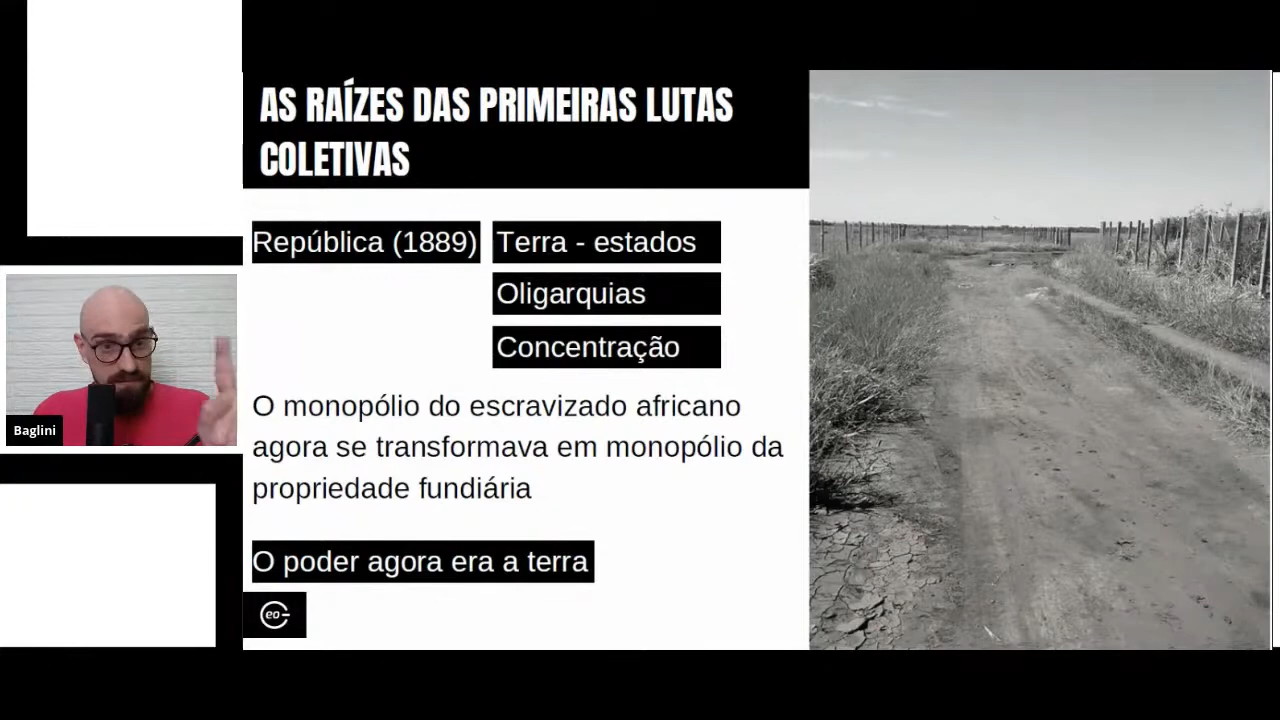 AS RAÍZES DAS PRIMEIRAS LUTAS
COLETIVAS
República (1889)
Terra - estados
Oligarquias
Concentração
O monopólio do escravizado africano
agora se transformava em monopólio da
propriedade fundiária
O poder agora era a terra
eo
Baglini